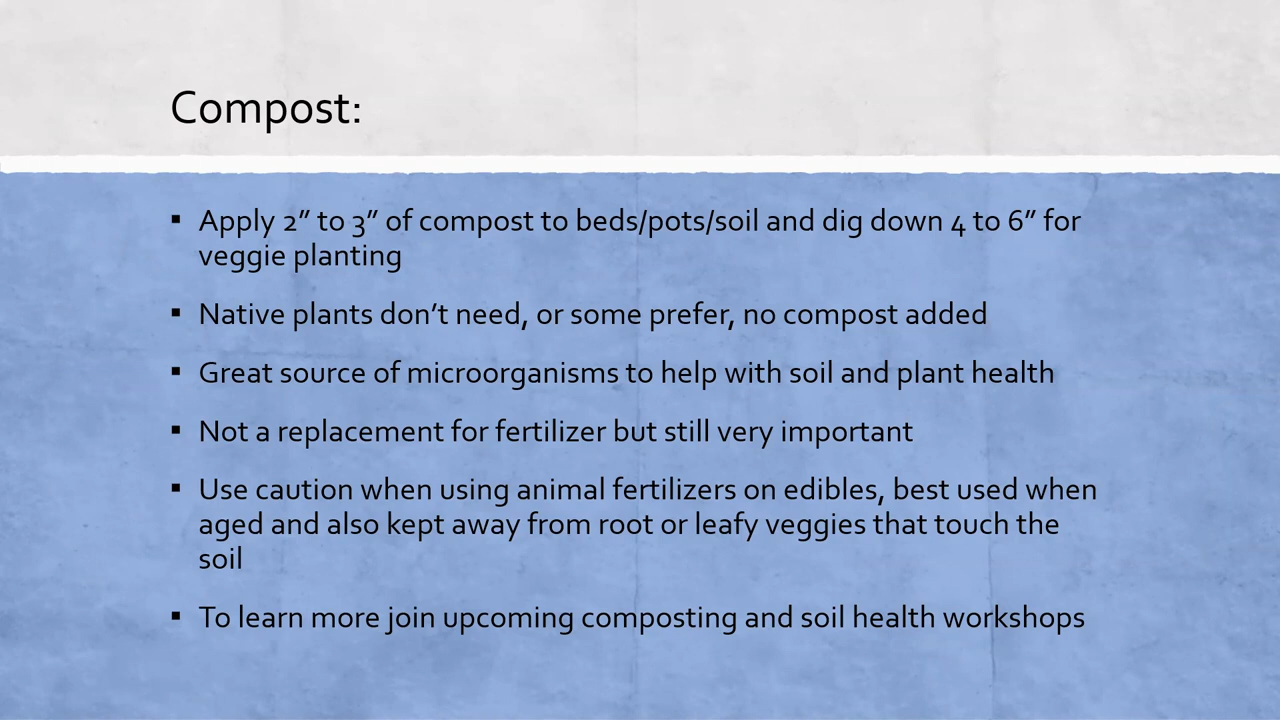 Compost:
▪ Apply 2” to 3” of compost to beds/pots/soil and dig down 4 to 6” for
veggie planting
▪ Native plants don’t need, or some prefer, no compost added
▪ Great source of microorganisms to help with soil and plant health
▪ Not a replacement for fertilizer but still very important
▪ Use caution when using animal fertilizers on edibles, best used when
aged and also kept away from root or leafy veggies that touch the
soil
▪ To learn more join upcoming composting and soil health workshops